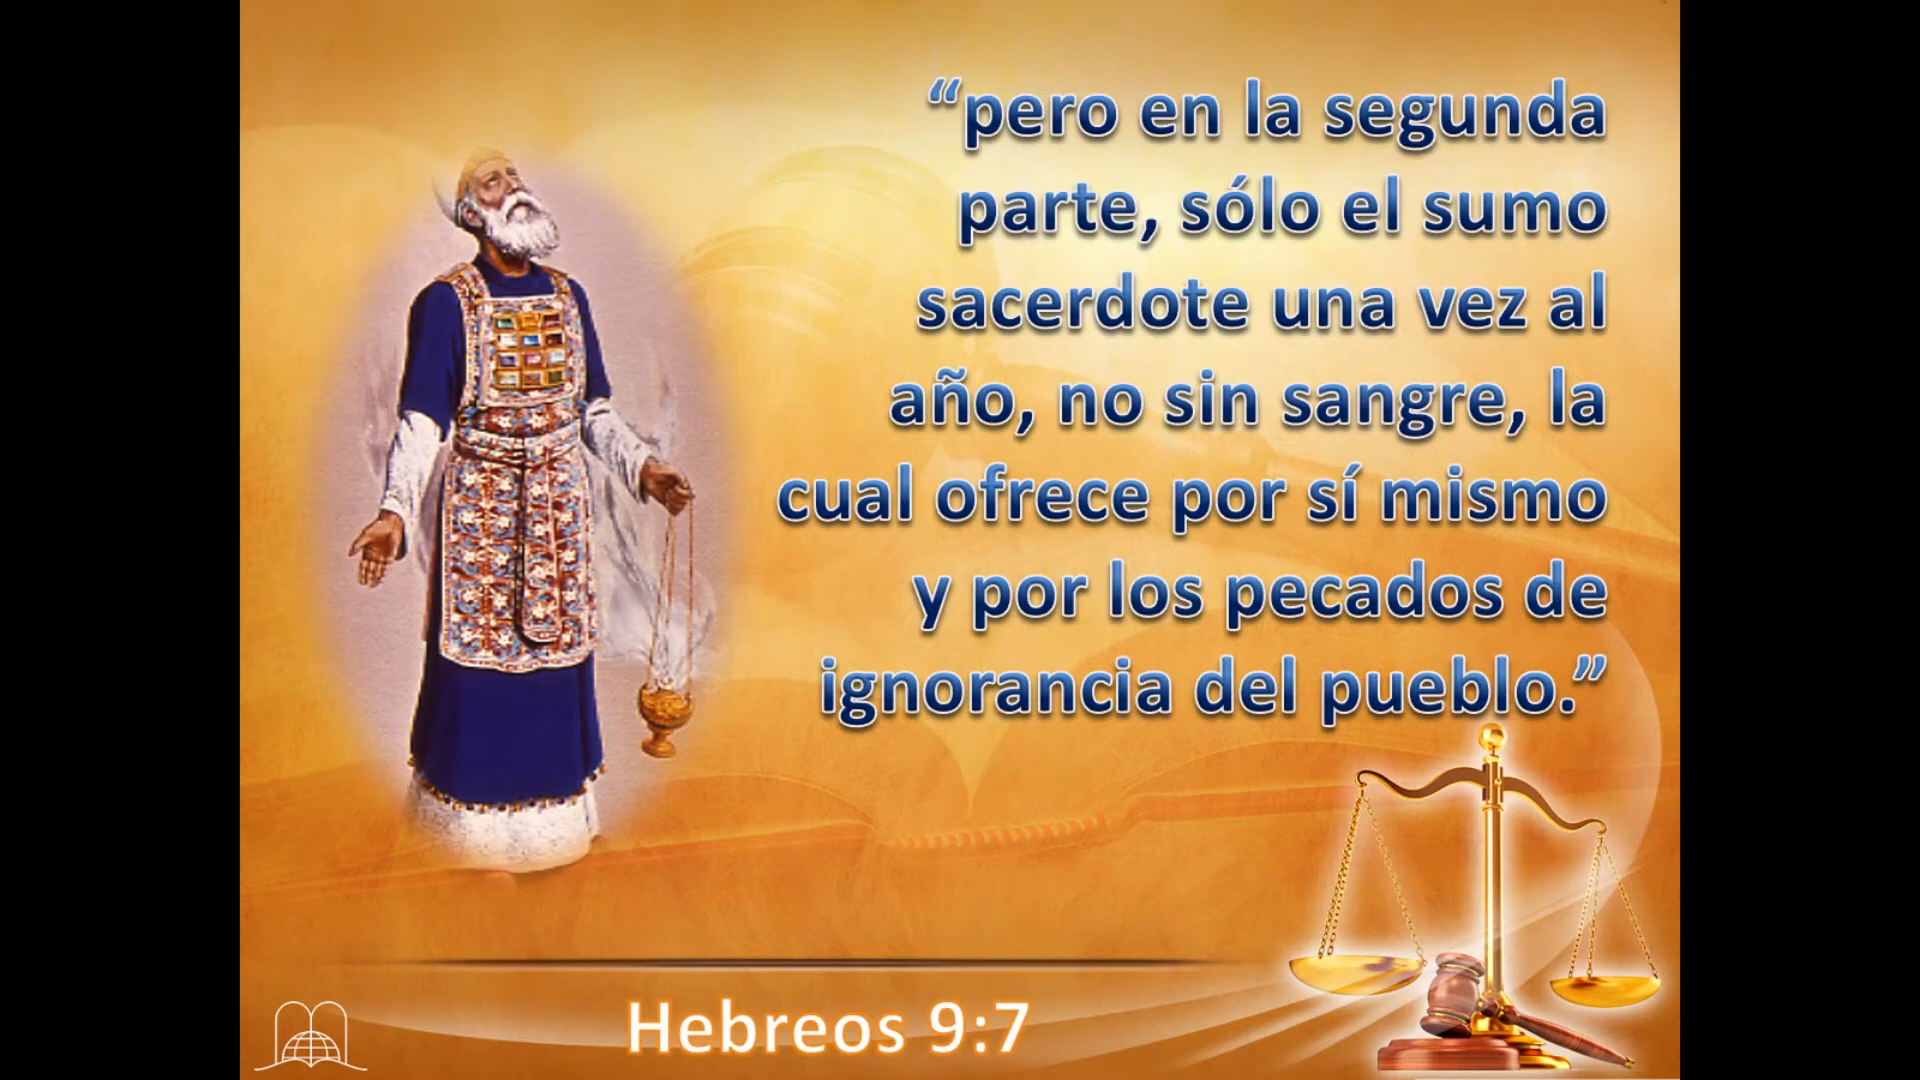 “pero en la segunda
parte, sólo el sumo
sacerdote una vez al
año, no sin sangre, la
cual ofrece por sí mismo
y por los pecados de
ignorancia del pueblo.”
Hebreos 9:7